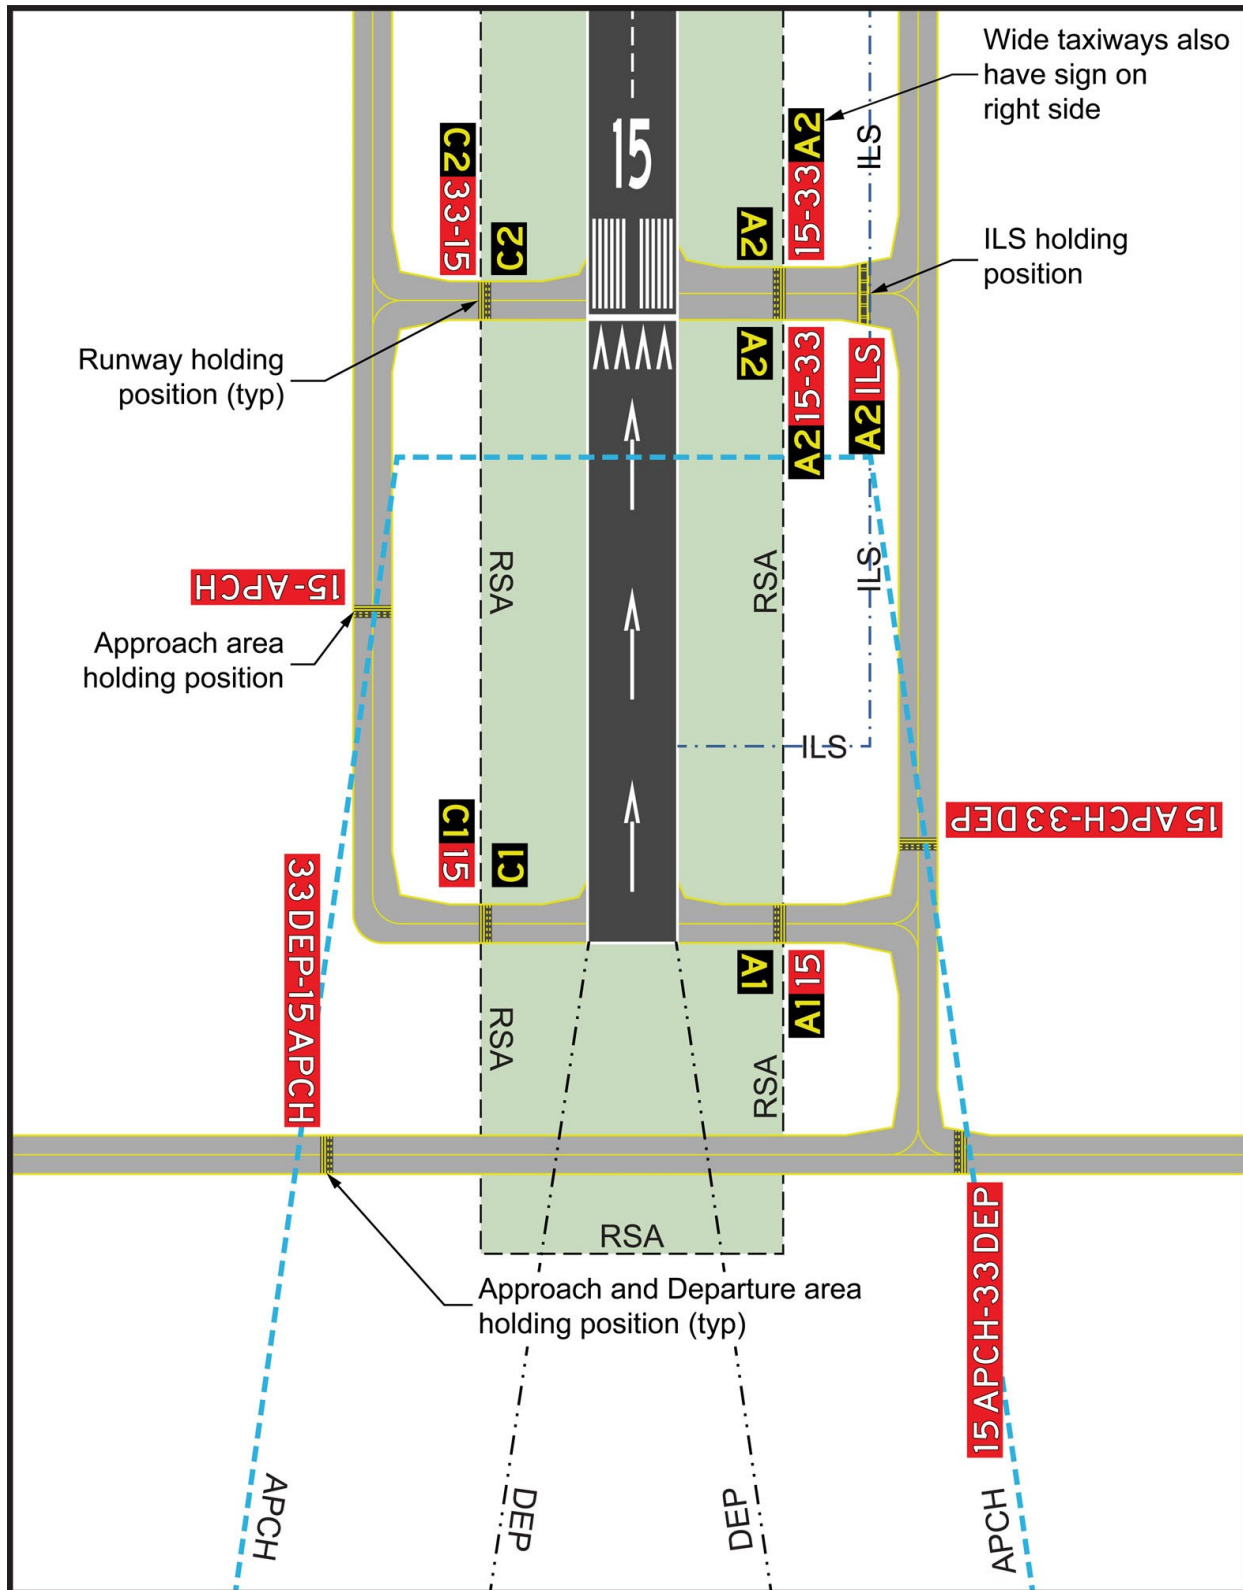 Wide taxiways also
have sign on
right side
C2 33-15
15
15-33 A2
ILS
C2
A2
ILS holding
position
Runway holding
position (typ)
A2
A2 15-33
A2 ILS
15-APCH
RSA
RSA
ILS
Approach area
holding position
ILS
C1 15
C1
15 APCH-33 DEP
33 DEP-15 APCH
A1
A1 15
RSA
RSA
RSA
15 APCH-33 DEP
Approach and Departure area
holding position (typ)
APCH
DEP
DEP
APCH